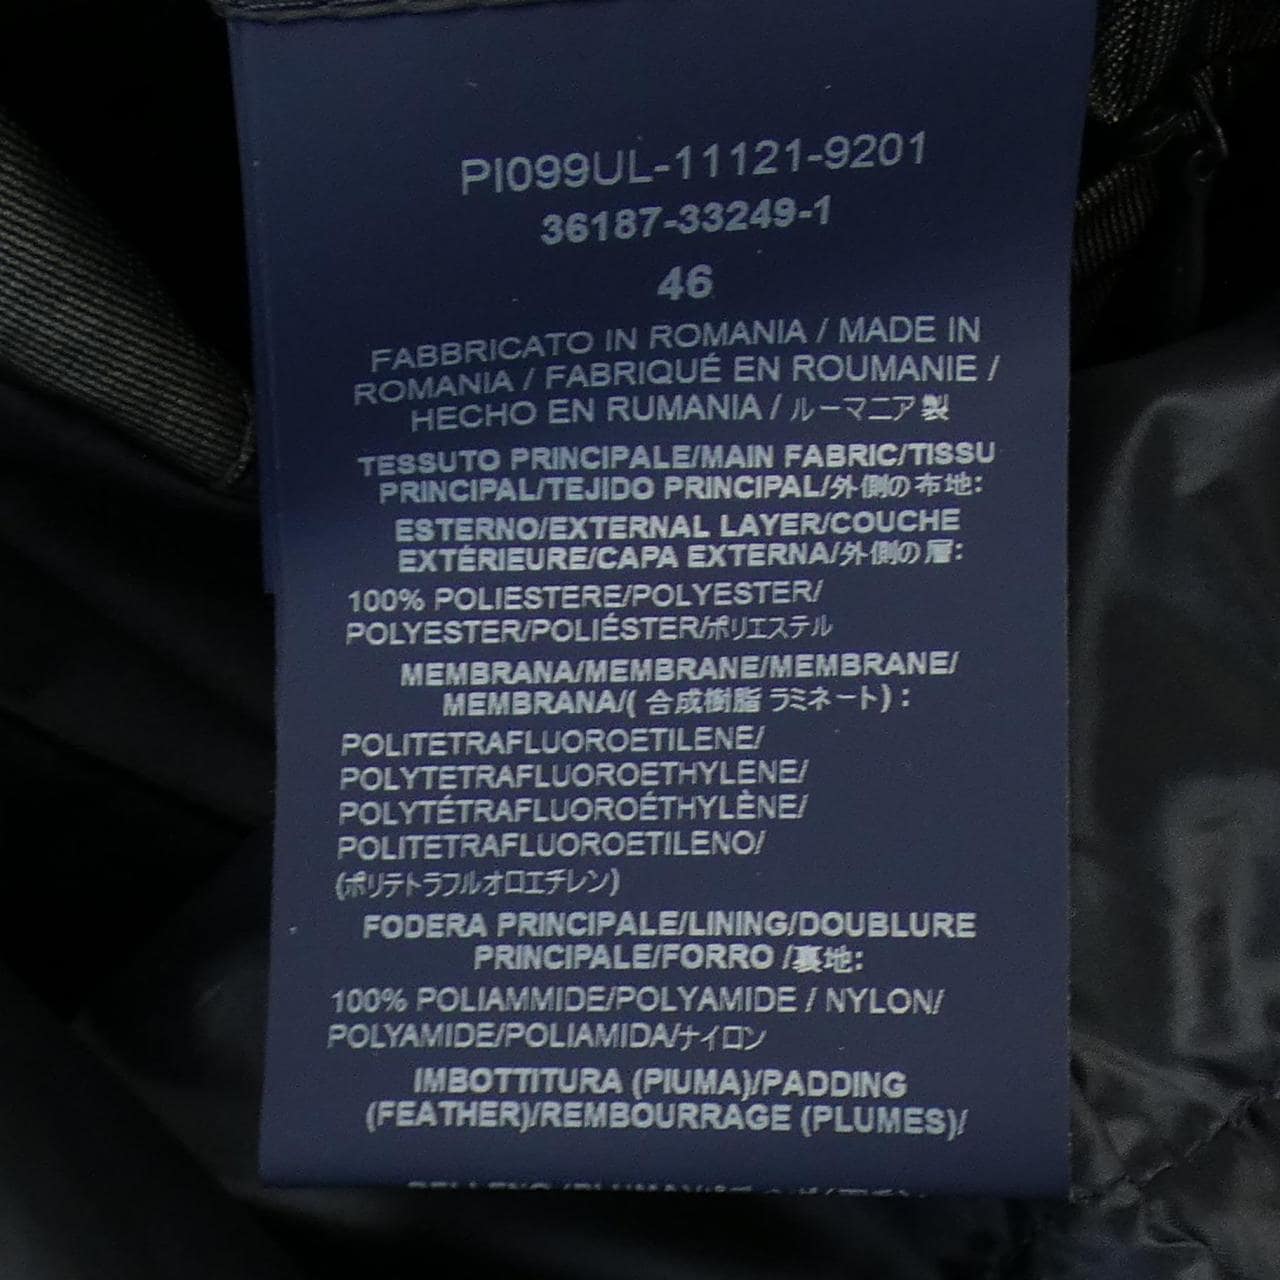 PI099UL-11121-9201
36187-33249-1
46
FABBRICATO IN ROMANIA / MADE IN
ROMANIA / FABRIQUÉ EN ROUMANIE /
HECHO EN RUMANIA / ルーマニア製
TESSUTO PRINCIPALE/MAIN FABRIC/TISSU
PRINCIPAL/TEJIDO PRINCIPAL/外側の布地:
ESTERNO/EXTERNAL LAYER/COUCHE
EXTÉRIEURE/CAPA EXTERNA/外側の層:
100% POLIESTERE/POLYESTER/
POLYESTER/POLIÉSTER/ポリエステル
MEMBRANA/MEMBRANE/MEMBRANE/
MEMBRANA/( 合成樹脂 ラミネート) :
POLITETRAFLUOROETILENE/
POLYTETRAFLUOROETHYLENE/
POLYTÉTRAFLUOROÉTHYLÈNE/
POLITETRAFLUOROETILENO/
(ポリテトラフルオロエチレン)
FODERA PRINCIPALE/LINING/DOUBLURE
PRINCIPALE/FORRO /裏地:
100% POLIAMMIDE/POLYAMIDE / NYLON/
POLYAMIDE/POLIAMIDA/ナイロン
IMBOTTITURA (PIUMA)/PADDING
(FEATHER)/REMBOURRAGE (PLUMES)/